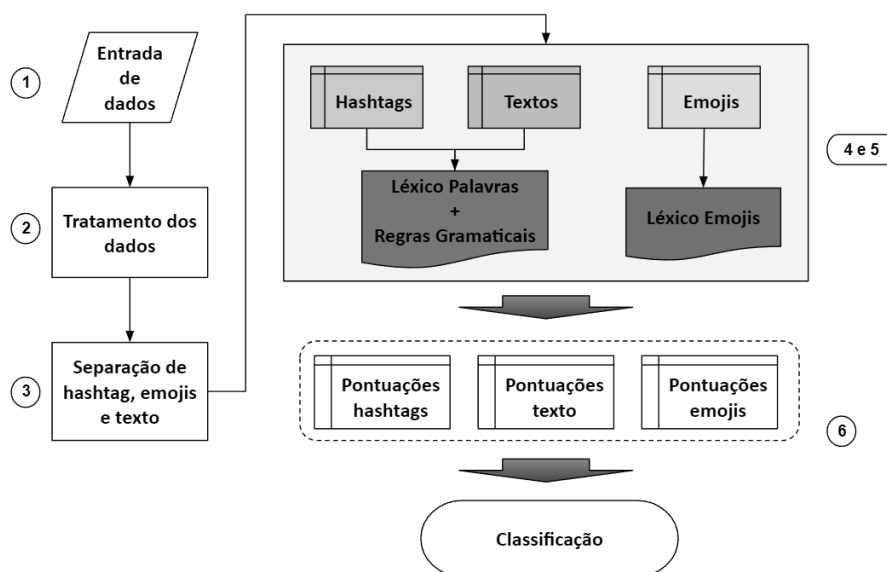 1
Entrada
de
dados
2
Tratamento dos
dados
3
Separação de
hashtag, emojis
e texto
Hashtags
Textos
Emojis
Léxico Palavras
+
Regras Gramaticais
Léxico Emojis
4 e 5
Pontuações
hashtags
Pontuações
texto
Pontuações
emojis
6
Classificação